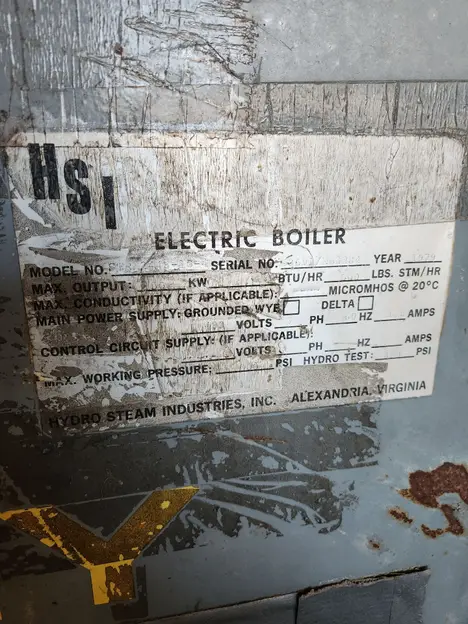 HSI
ELECTRIC BOILER
MODEL NO. SERIAL NO. YEAR
MAX. OUTPUT: KW BTU/HR LBS. STM/HR
MAX. CONDUCTIVITY (IF APPLICABLE): MICROMHOS @ 20°C
MAIN POWER SUPPLY: GROUNDED WYE DELTA
VOLTS PH HZ AMPS
CONTROL CIRCUIT SUPPLY: (IF APPLICABLE)
VOLTS PH HZ AMPS
MAX. WORKING PRESSURE: PSI HYDRO TEST: PSI
HYDRO STEAM INDUSTRIES, INC. ALEXANDRIA, VIRGINIA